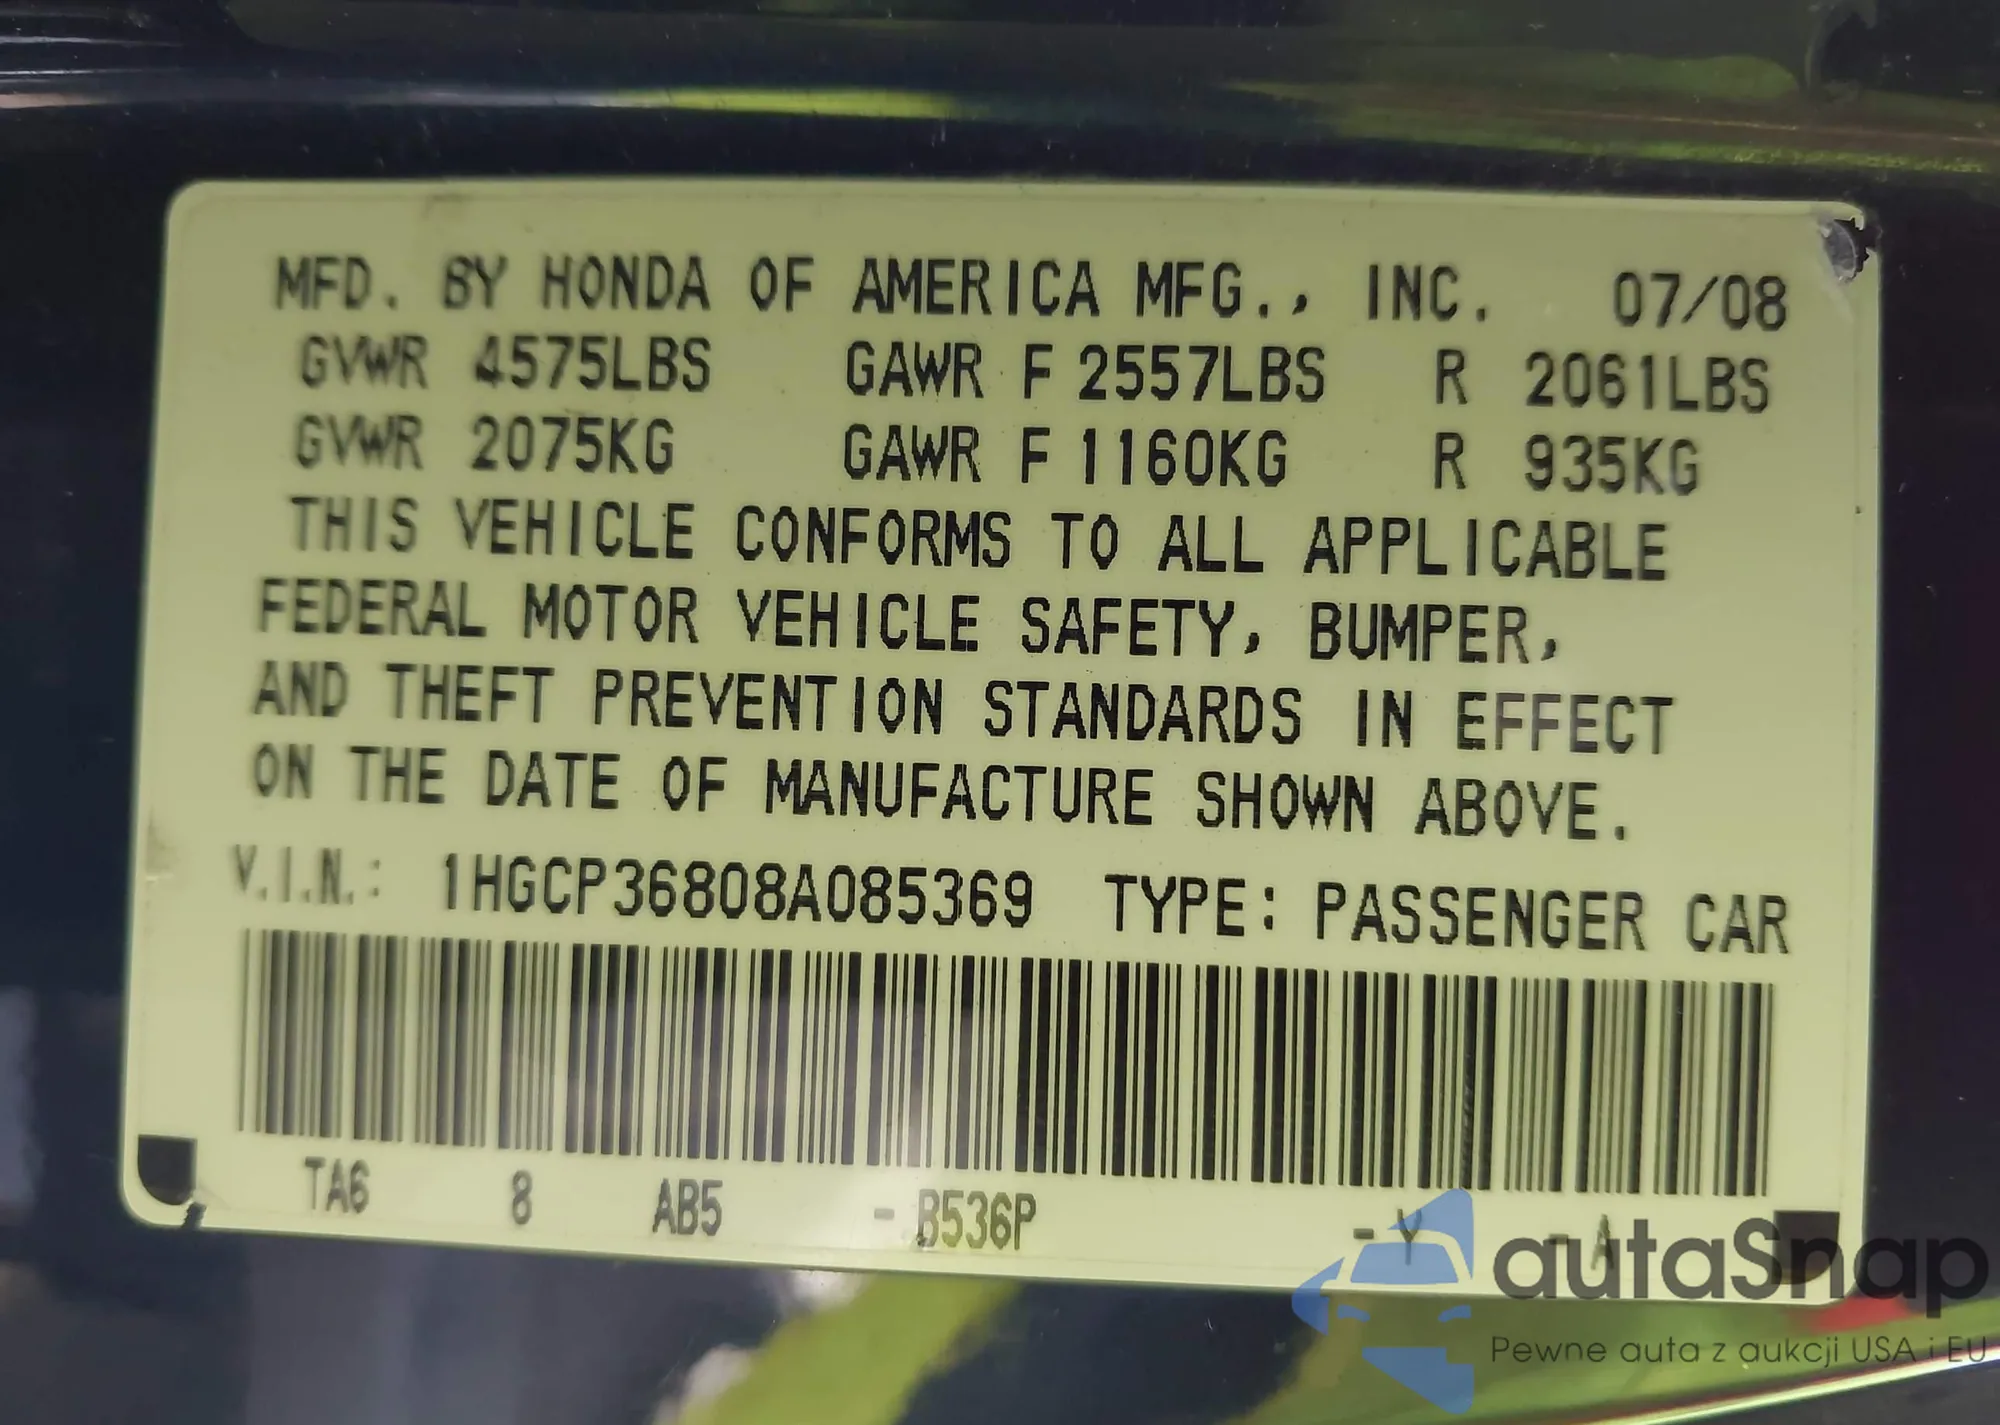 MFD. BY HONDA OF AMERICA MFG., INC. 07/08
GVWR 4575LBS GAWR F 2557LBS R 2061LBS
GVWR 2075KG GAWR F 1160KG R 935KG
THIS VEHICLE CONFORMS TO ALL APPLICABLE
FEDERAL MOTOR VEHICLE SAFETY, BUMPER,
AND THEFT PREVENTION STANDARDS IN EFFECT
ON THE DATE OF MANUFACTURE SHOWN ABOVE.
V.I.N.: 1HGCP36808A085369 TYPE: PASSENGER CAR
TA6 8 AB5 - B536P - Y - A
autaSnap
Pewne auta z aukcji USA i EU